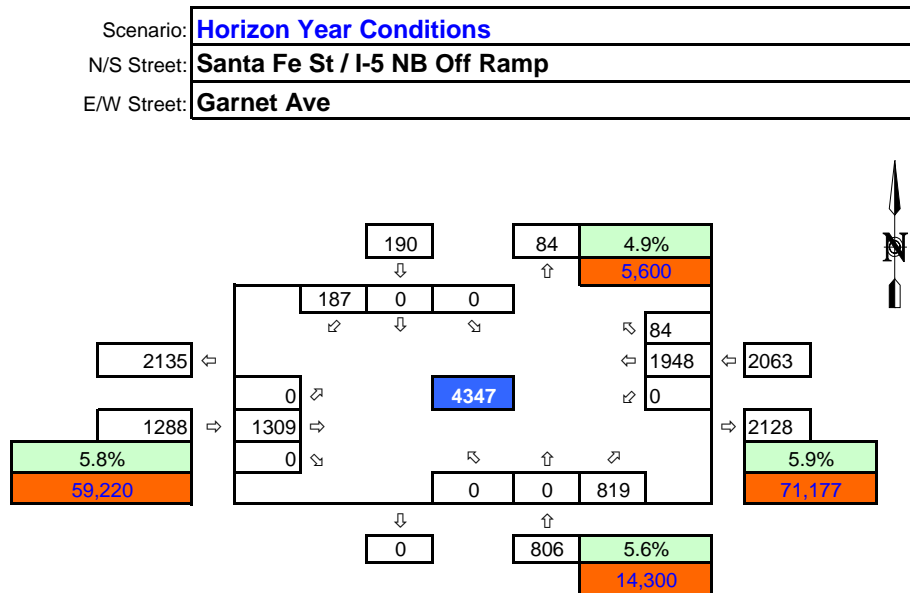 Scenario: Horizon Year Conditions
N/S Street: Santa Fe St / I-5 NB Off Ramp
E/W Street: Garnet Ave
N
190 84 4.9%
⇩ ⇧ 5,600
187 0 0
⬃ ⇩ ⬂ ⬁ 84
2135 ⇦ ⇦ 1948 ⇦ 2063
0 ⬀ 4347 ⬃ 0
1288 ⇨ 1309 ⇨ ⇨ 2128
5.8% 0 ⬂ ⬁ ⇧ ⬀ 5.9%
59,220 0 0 819 71,177
⇩ ⇧
0 806 5.6%
14,300